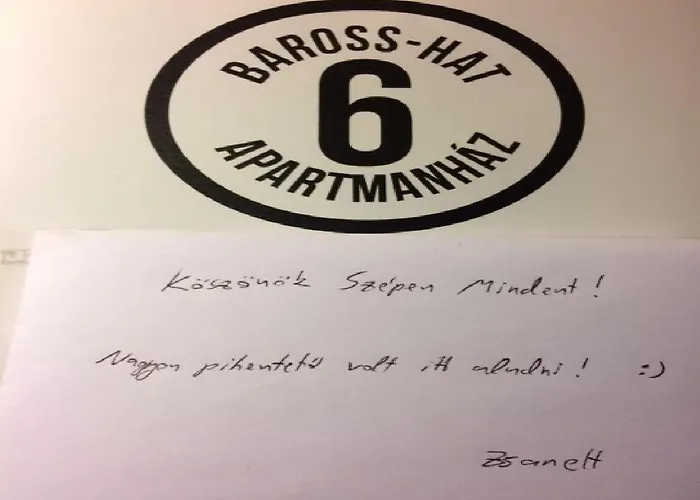 BAROSS-HAT
6
APARTMANHÁZ
Köszönök Szépen Mindent!
Nagyon pihentető volt itt aludni! :)
Zsanett